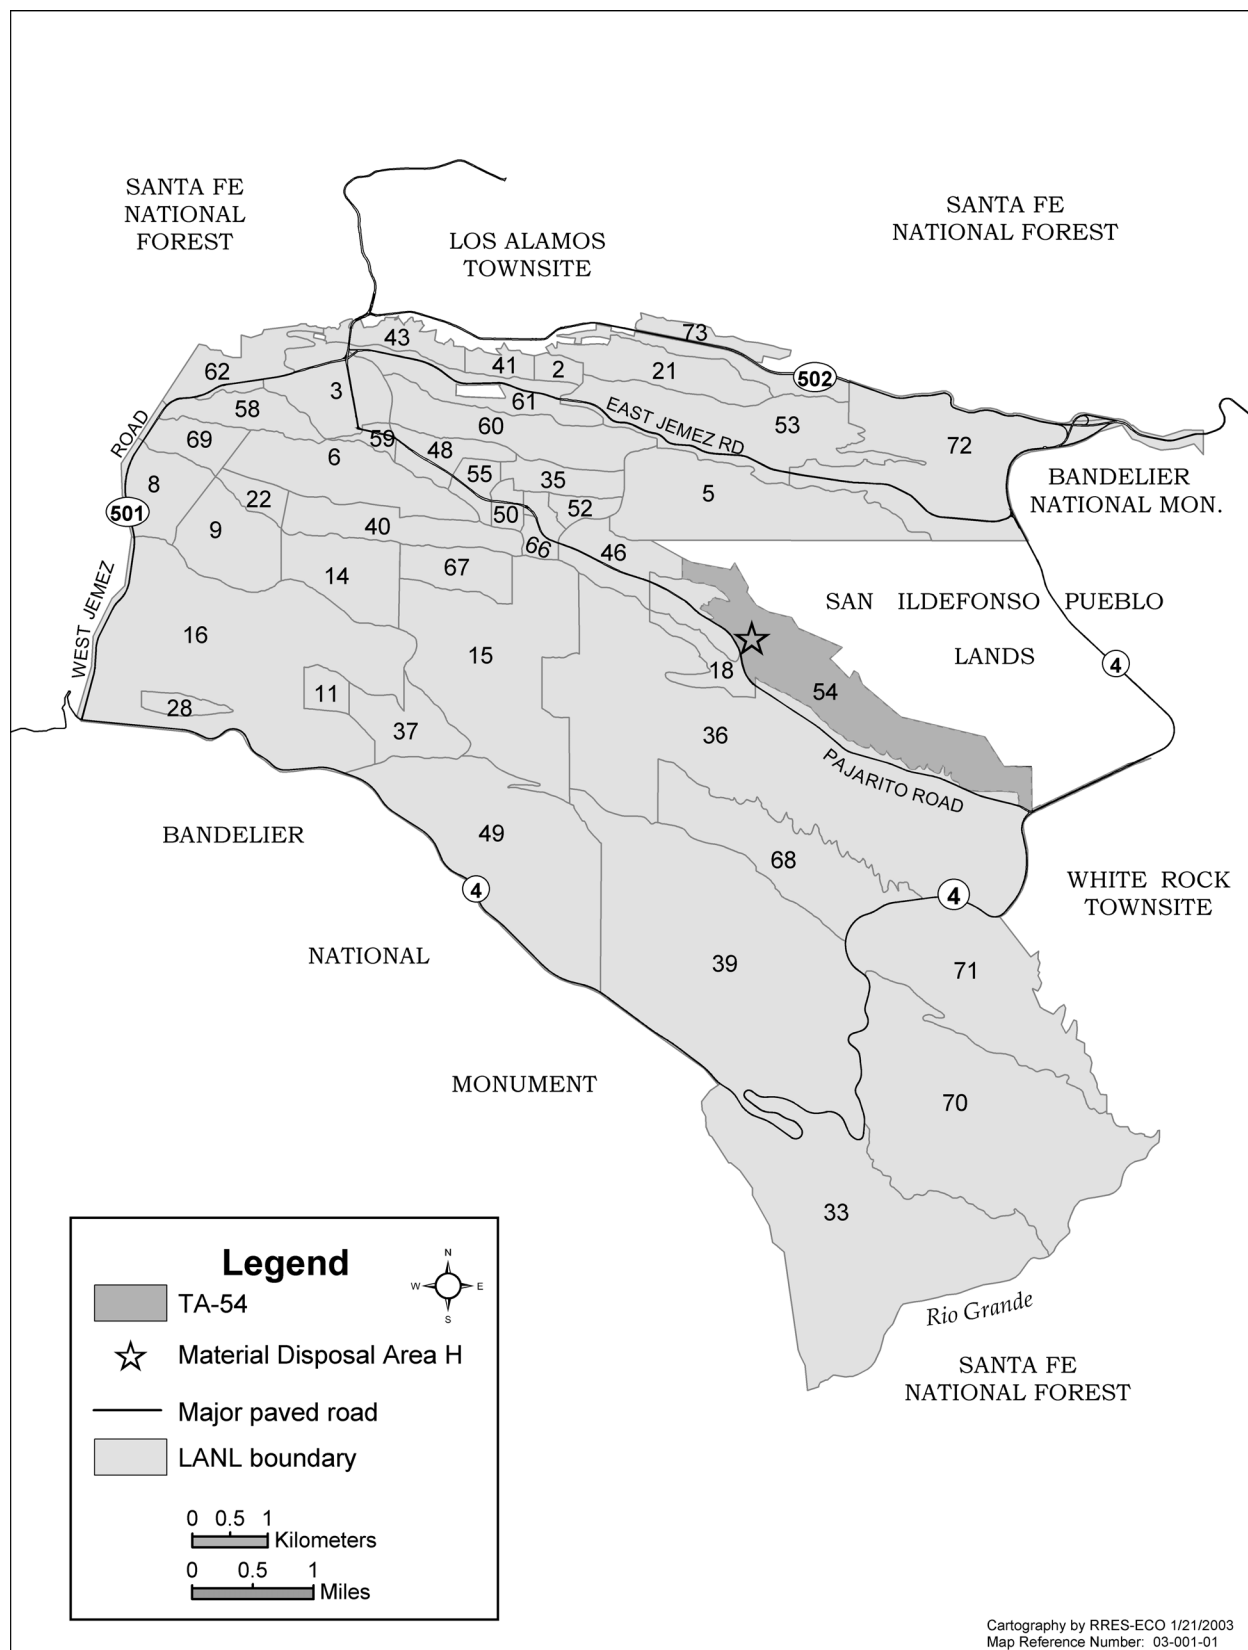 SANTA FE
NATIONAL
FOREST
LOS ALAMOS
TOWNSITE
SANTA FE
NATIONAL FOREST
43
73
62
41
2
21
502
3
61
58
EAST JEMEZ RD
53
ROAD
69
59
60
6
48
72
8
55
35
5
BANDELIER
NATIONAL MON.
501
22
50
52
9
40
66
46
14
67
WEST JEMEZ
SAN ILDEFONSO PUEBLO
LANDS
16
15
18
4
28
11
54
37
36
PAJARITO ROAD
BANDELIER
49
68
4
4
WHITE ROCK
TOWNSITE
NATIONAL
39
71
MONUMENT
70
33
Rio Grande
SANTA FE
NATIONAL FOREST
Legend
N
W E
S
TA-54
Material Disposal Area H
Major paved road
LANL boundary
0 0.5 1
Kilometers
0 0.5 1
Miles
Cartography by RRES-ECO 1/21/2003
Map Reference Number: 03-001-01